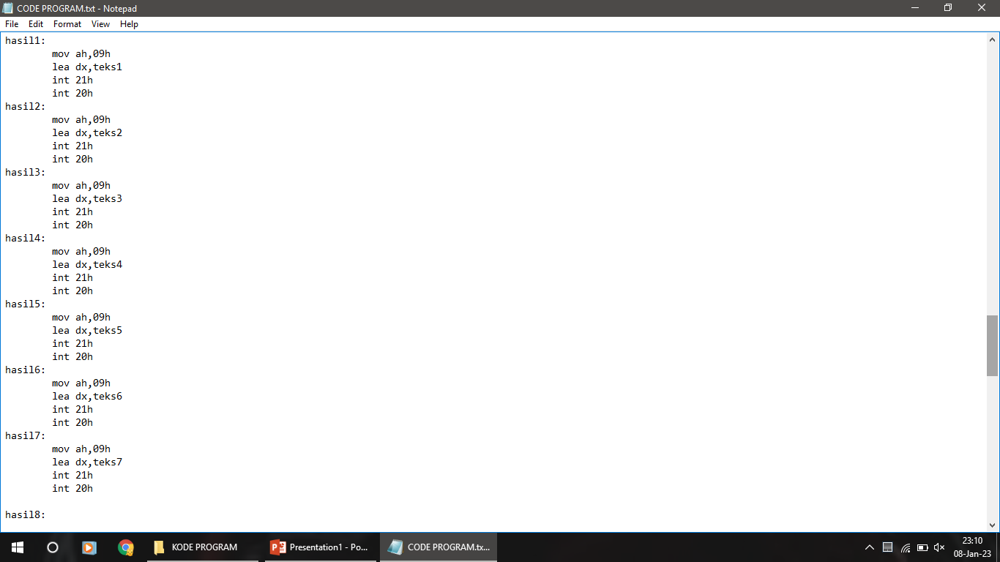 CODE PROGRAM.txt - Notepad
File Edit Format View Help
hasil1:
        mov ah,09h
        lea dx,teks1
        int 21h
        int 20h
hasil2:
        mov ah,09h
        lea dx,teks2
        int 21h
        int 20h
hasil3:
        mov ah,09h
        lea dx,teks3
        int 21h
        int 20h
hasil4:
        mov ah,09h
        lea dx,teks4
        int 21h
        int 20h
hasil5:
        mov ah,09h
        lea dx,teks5
        int 21h
        int 20h
hasil6:
        mov ah,09h
        lea dx,teks6
        int 21h
        int 20h
hasil7:
        mov ah,09h
        lea dx,teks7
        int 21h
        int 20h

hasil8:
KODE PROGRAM
Presentation1 - Po...
CODE PROGRAM.tx...
23:10
08-Jan-23